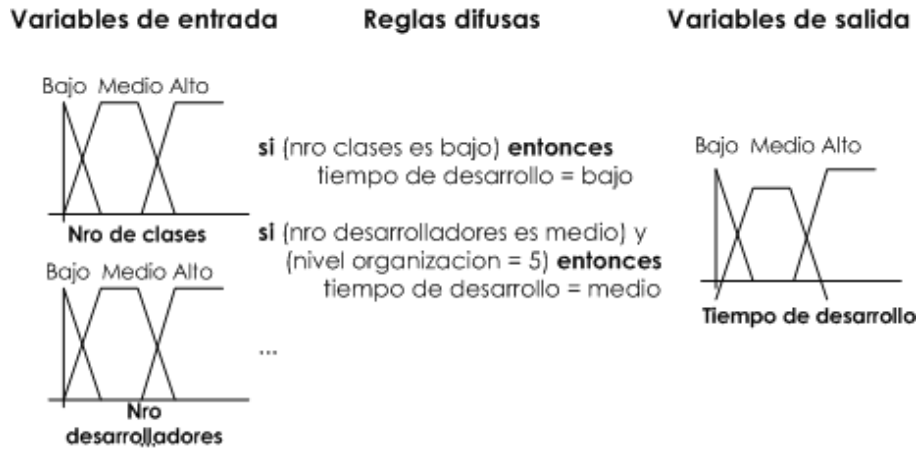 Variables de entrada
Reglas difusas
Variables de salida
Bajo Medio Alto
Nro de clases
Bajo Medio Alto
Nro
desarrolladores
...
si (nro clases es bajo) entonces
tiempo de desarrollo = bajo
si (nro desarrolladores es medio) y
(nivel organizacion = 5) entonces
tiempo de desarrollo = medio
...
Bajo Medio Alto
Tiempo de desarrollo